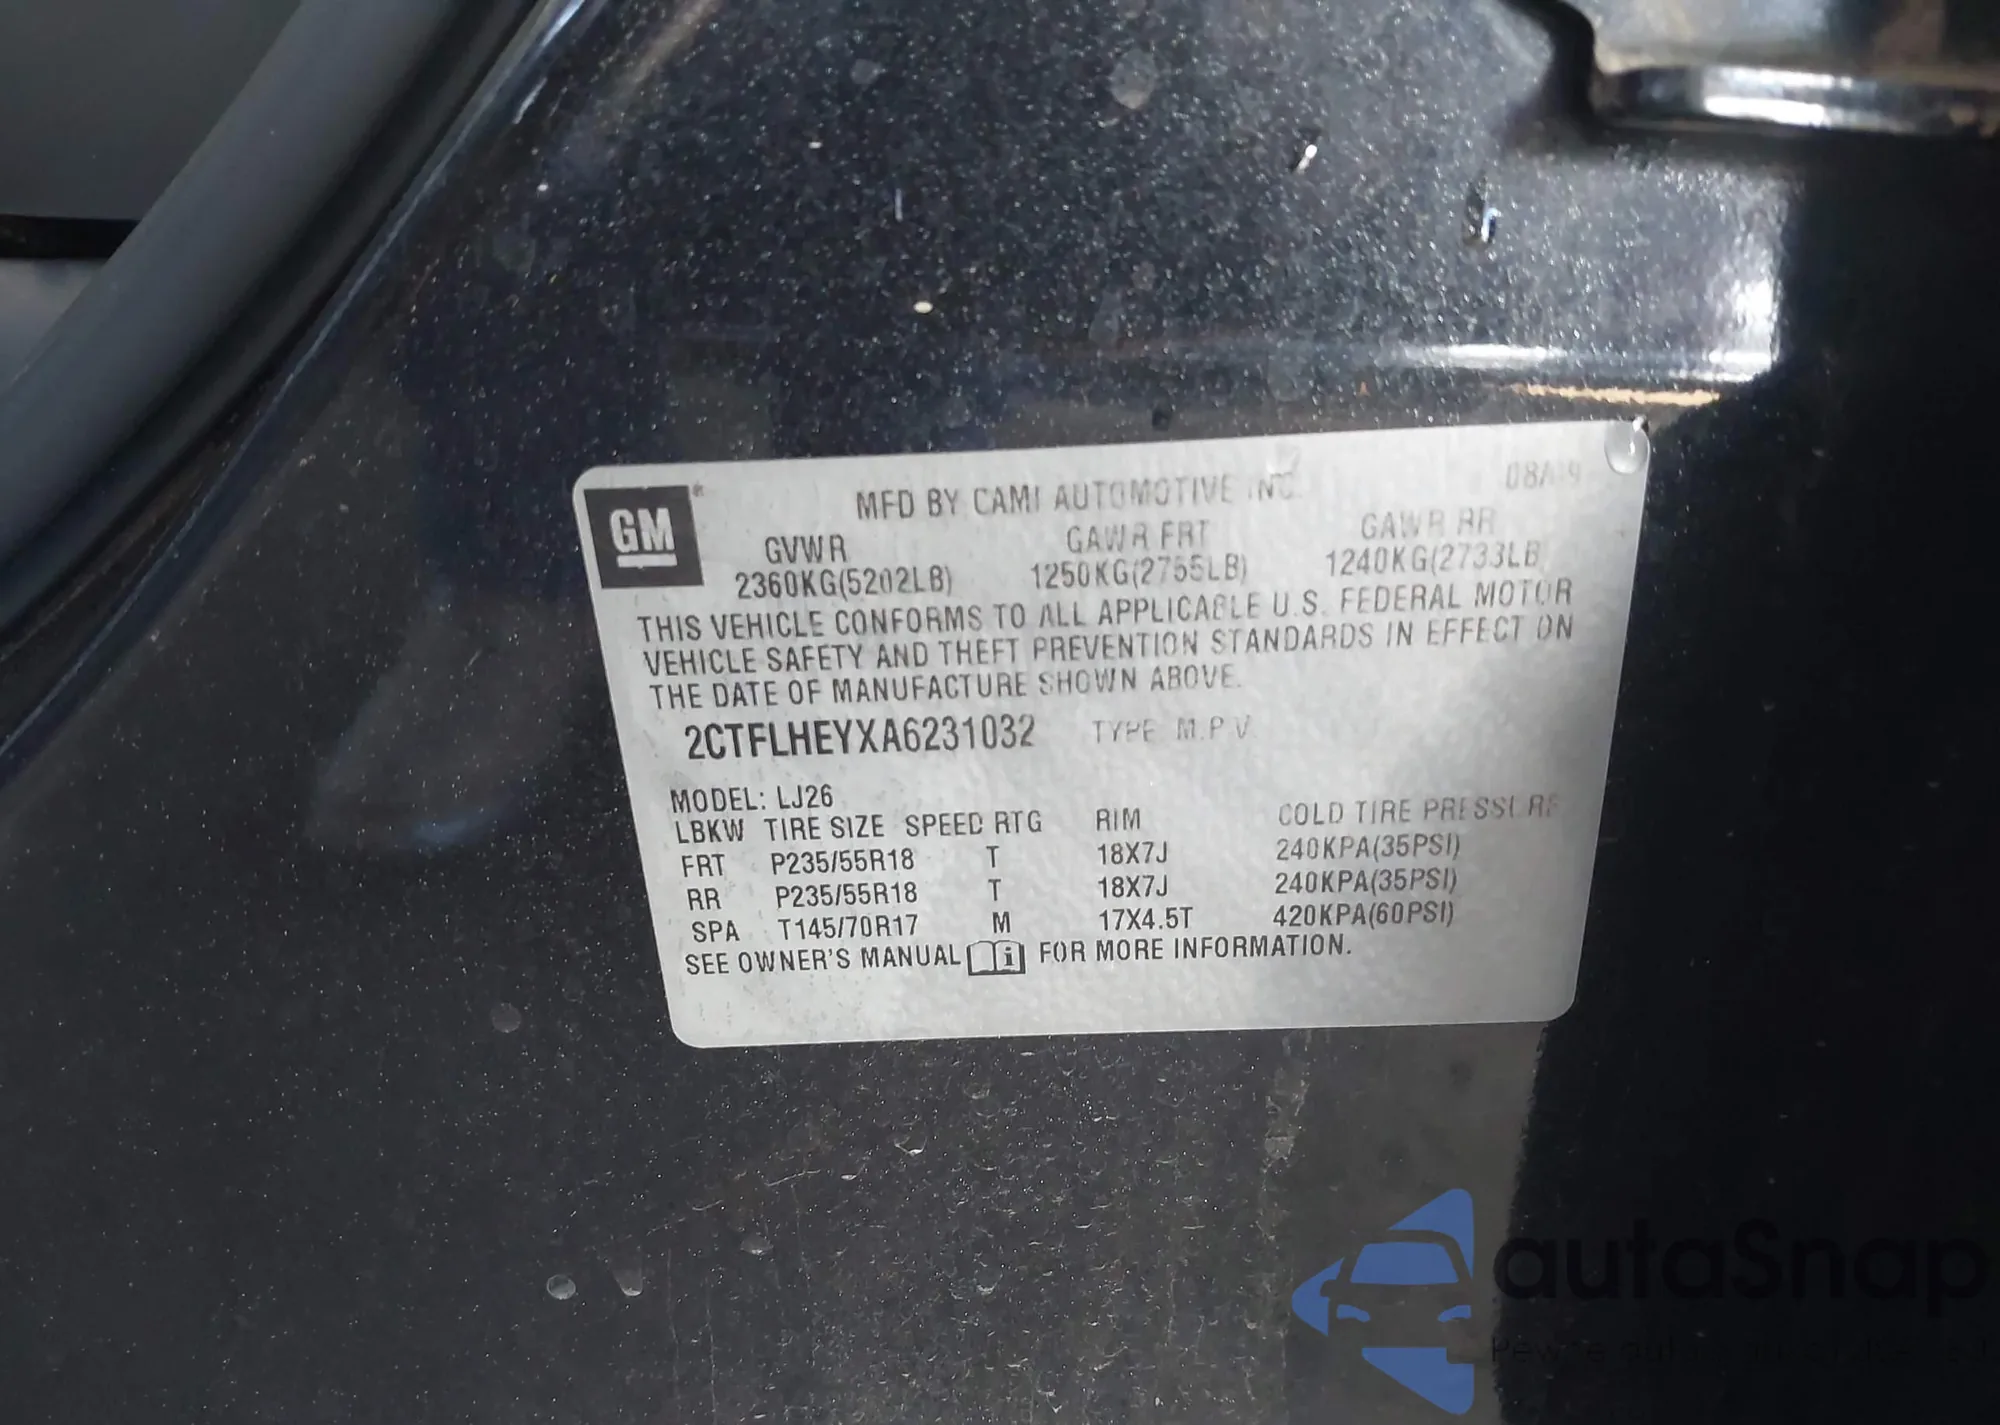 GM
MFD BY CAMI AUTOMOTIVE INC.
GVWR GAWR FRT GAWR RR
2360KG(5202LB) 1250KG(2755LB) 1240KG(2733LB
THIS VEHICLE CONFORMS TO ALL APPLICABLE U.S. FEDERAL MOTOR
VEHICLE SAFETY AND THEFT PREVENTION STANDARDS IN EFFECT ON
THE DATE OF MANUFACTURE SHOWN ABOVE.
2CTFLHEYXA6231032 TYPE M.P.V
MODEL: LJ26
LBKW TIRE SIZE SPEED RTG RIM COLD TIRE PRESSURE
FRT P235/55R18 T 18X7J 240KPA(35PSI)
RR P235/55R18 T 18X7J 240KPA(35PSI)
SPA T145/70R17 M 17X4.5T 420KPA(60PSI)
SEE OWNER'S MANUAL FOR MORE INFORMATION.
autoSnap